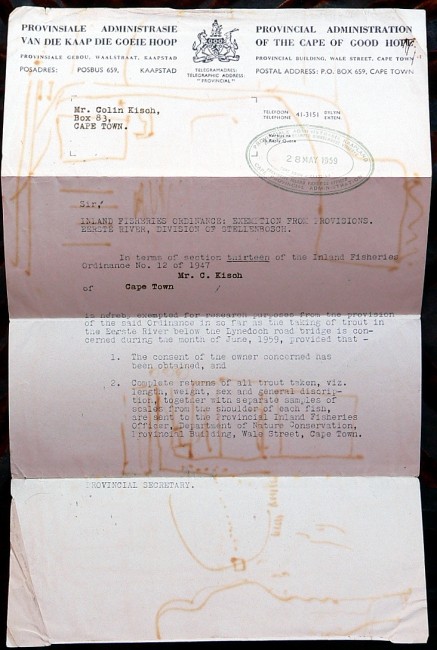 PROVINSIALE ADMINISTRASIE
VAN DIE KAAP DIE GOEIE HOOP
PROVINSIALE GEBOU, WAALSTRAAT, KAAPSTAD
POSADRES: POSBUS 659, KAAPSTAD
TELEGRAMADRES:
TELEGRAPHIC ADDRESS
"PROVINCIAL"
PROVINCIAL ADMINISTRATION
OF THE CAPE OF GOOD HOPE
PROVINCIAL BUILDING, WALE STREET, CAPE TOWN
POSTAL ADDRESS: P.O. BOX 659, CAPE TOWN
Mr. Colin Kisch,
Box 83,
CAPE TOWN.
TELEFOON
TELEPHONE 41-3151 BYLYN
EXTEN.
In Reply Quote
28 MAY 1959
Sir,
INLAND FISHERIES ORDINANCE: EXEMPTION FROM PROVISIONS.
EERSTE RIVER, DIVISION OF STELLENBOSCH.
In terms of section thirteen of the Inland Fisheries
Ordinance No. 12 of 1947
Mr. C. Kisch
of Cape Town
is hereby exempted for research purposes from the provision
of the said Ordinance in so far as the taking of trout in
the Eerste River below the Lynedoch road bridge is con-
cerned during the month of June, 1959, provided that -
1. The consent of the owner concerned has
been obtained, and
2. Complete returns of all trout taken, viz.
length, weight, sex and general discrip-
tion, together with separate samples of
scales from the shoulder of each fish,
are sent to the Provincial Inland Fisheries
Officer, Department of Nature Conservation,
Provincial Building, Wale Street, Cape Town.
PROVINCIAL SECRETARY.